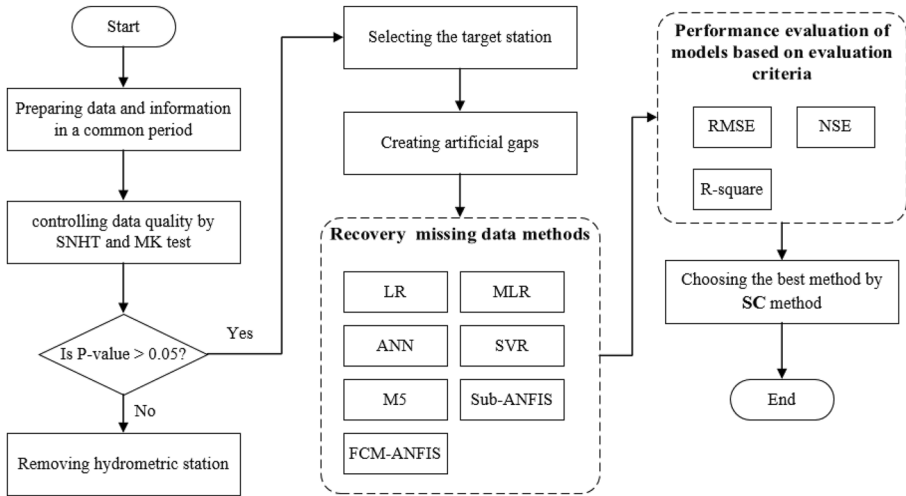 Start
Preparing data and information
in a common period
controlling data quality by
SNHT and MK test
Is P-value > 0.05?
Yes
No
Removing hydrometric station
Selecting the target station
Creating artificial gaps
Recovery missing data methods
LR
MLR
ANN
SVR
M5
Sub-ANFIS
FCM-ANFIS
Performance evaluation of
models based on evaluation
criteria
RMSE
NSE
R-square
Choosing the best method by
SC method
End